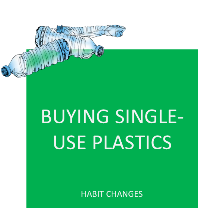 BUYING SINGLE-
USE PLASTICS
HABIT CHANGES